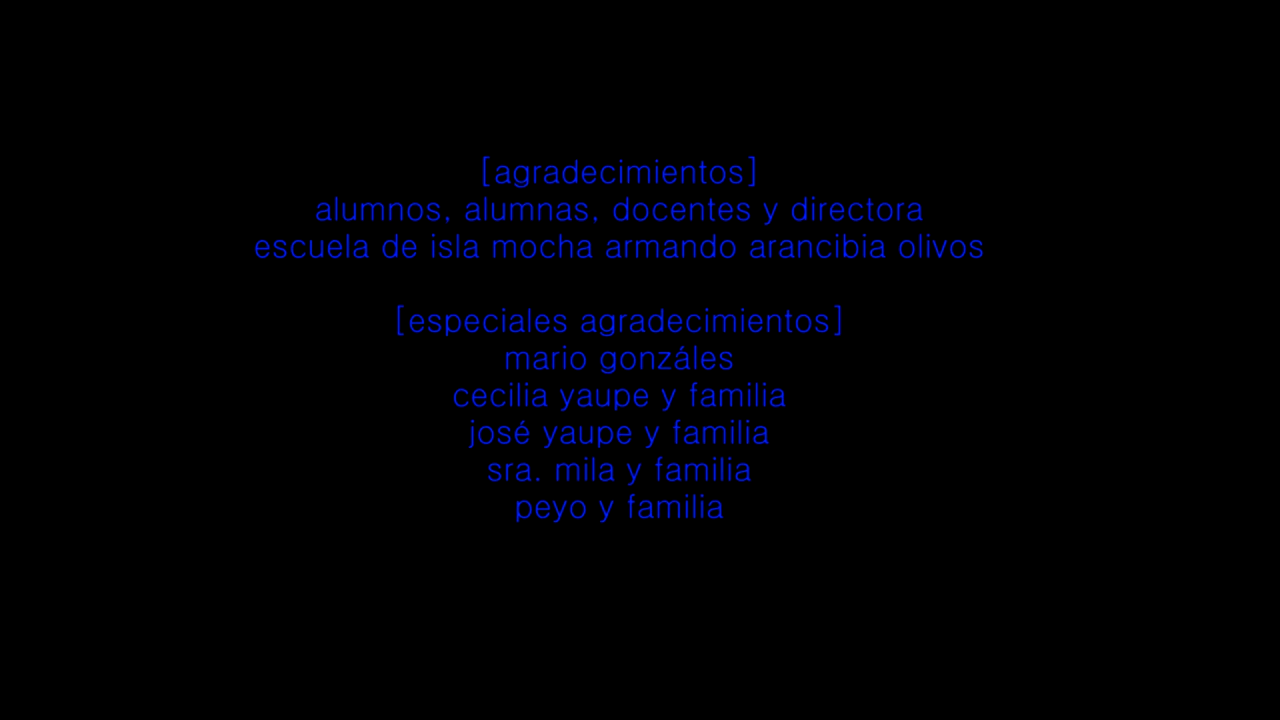 [agradecimientos]
alumnos, alumnas, docentes y directora
escuela de isla mocha armando arancibia olivos
[especiales agradecimientos]
mario gonzáles
cecilia yaupe y familia
josé yaupe y familia
sra. mila y familia
peyo y familia